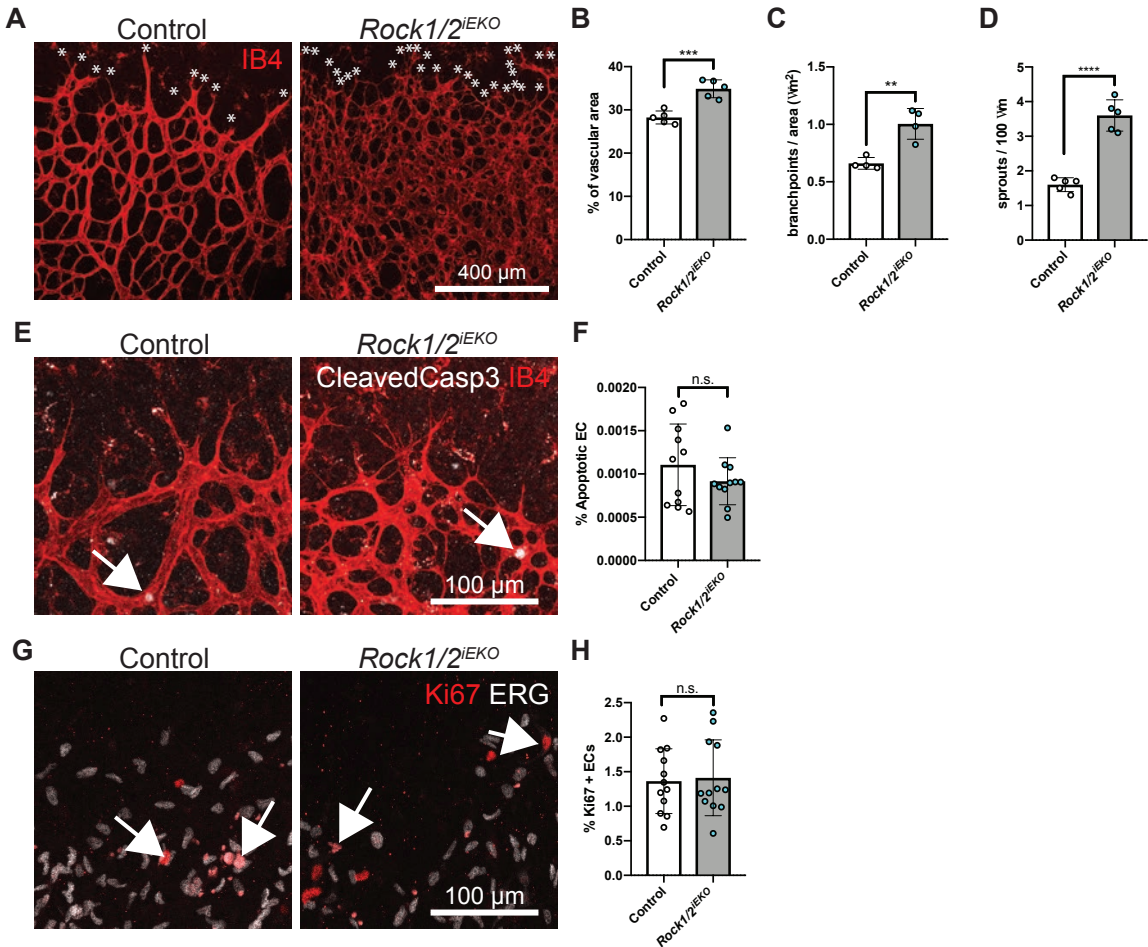 A
Control
Rock1/2iEKO
IB4
* * * * * * * * * * * *
* * * * * * * * * * * * * * * * * * * * * * * * * * * * * *
400 µm
B
% of vascular area
40
30
20
10
0
***
Control
Rock1/2iEKO
C
branchpoints / area (Ѷm2)
1.5
1.0
0.5
0.0
**
Control
Rock1/2iEKO
D
sprouts / 100 Ѷm
5
4
3
2
1
0
****
Control
Rock1/2iEKO
E
Control
Rock1/2iEKO
CleavedCasp3 IB4
100 µm
F
% Apoptotic EC
0.0020
0.0015
0.0010
0.0005
0.0000
n.s.
Control
Rock1/2iEKO
G
Control
Rock1/2iEKO
Ki67 ERG
100 µm
H
% Ki67 + ECs
2.5
2.0
1.5
1.0
0.5
0.0
n.s.
Control
Rock1/2iEKO